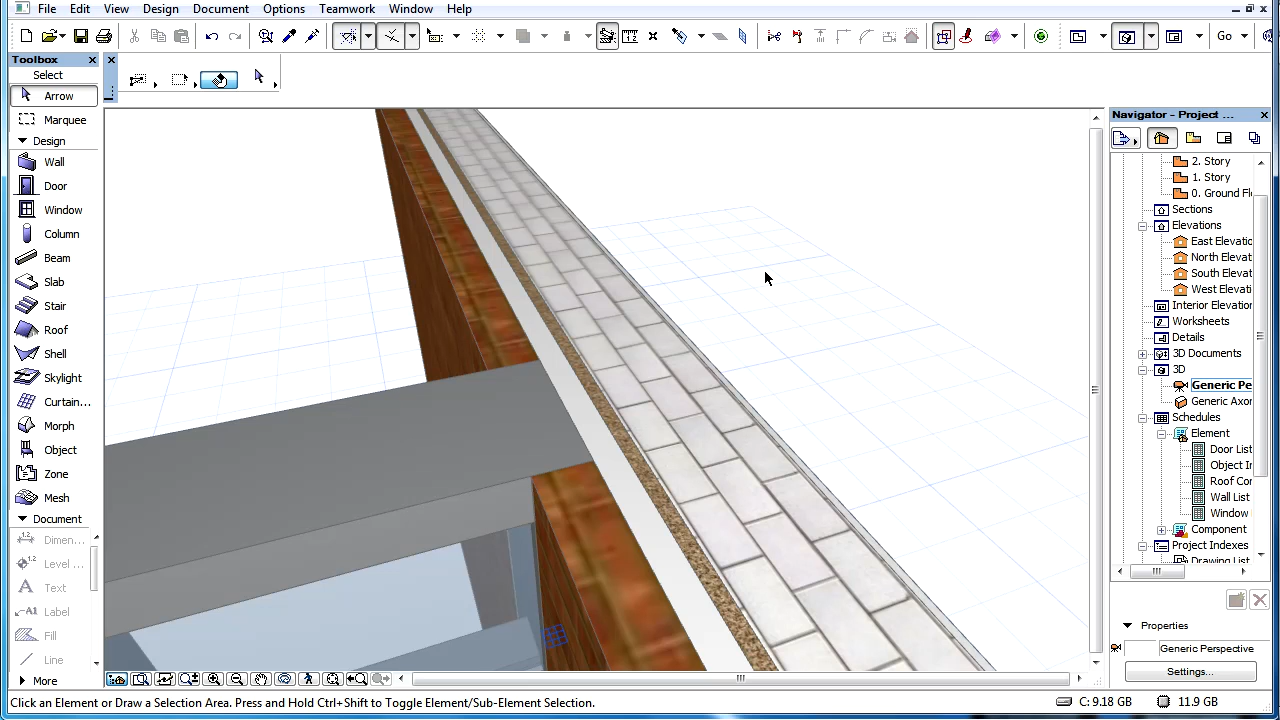 File Edit View Design Document Options Teamwork Window Help
Go
Toolbox
Select
Arrow
Marquee
Design
Wall
Door
Window
Column
Beam
Slab
Stair
Roof
Shell
Skylight
Curtain...
Morph
Object
Zone
Mesh
Document
Dimen...
Level ...
Text
Label
Fill
Line
More
Navigator - Project ...
2. Story
1. Story
0. Ground Fl
Sections
Elevations
East Elevatio
North Elevat
South Elevat
West Elevati
Interior Elevation
Worksheets
Details
3D Documents
3D
Generic Pe
Generic Axor
Schedules
Element
Door List
Object In
Roof Cor
Wall List
Window
Component
Project Indexes
Drawing List
Properties
Generic Perspective
Settings...
Click an Element or Draw a Selection Area. Press and Hold Ctrl+Shift to Toggle Element/Sub-Element Selection.
C: 9.18 GB
11.9 GB